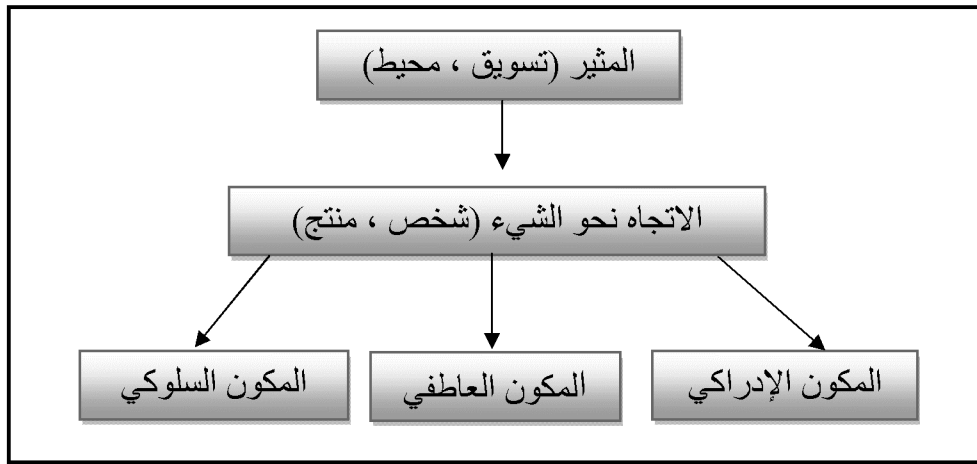 المثير (تسويق ، محيط)
الاتجاه نحو الشيء (شخص ، منتج)
المكون الإدراكي
المكون العاطفي
المكون السلوكي